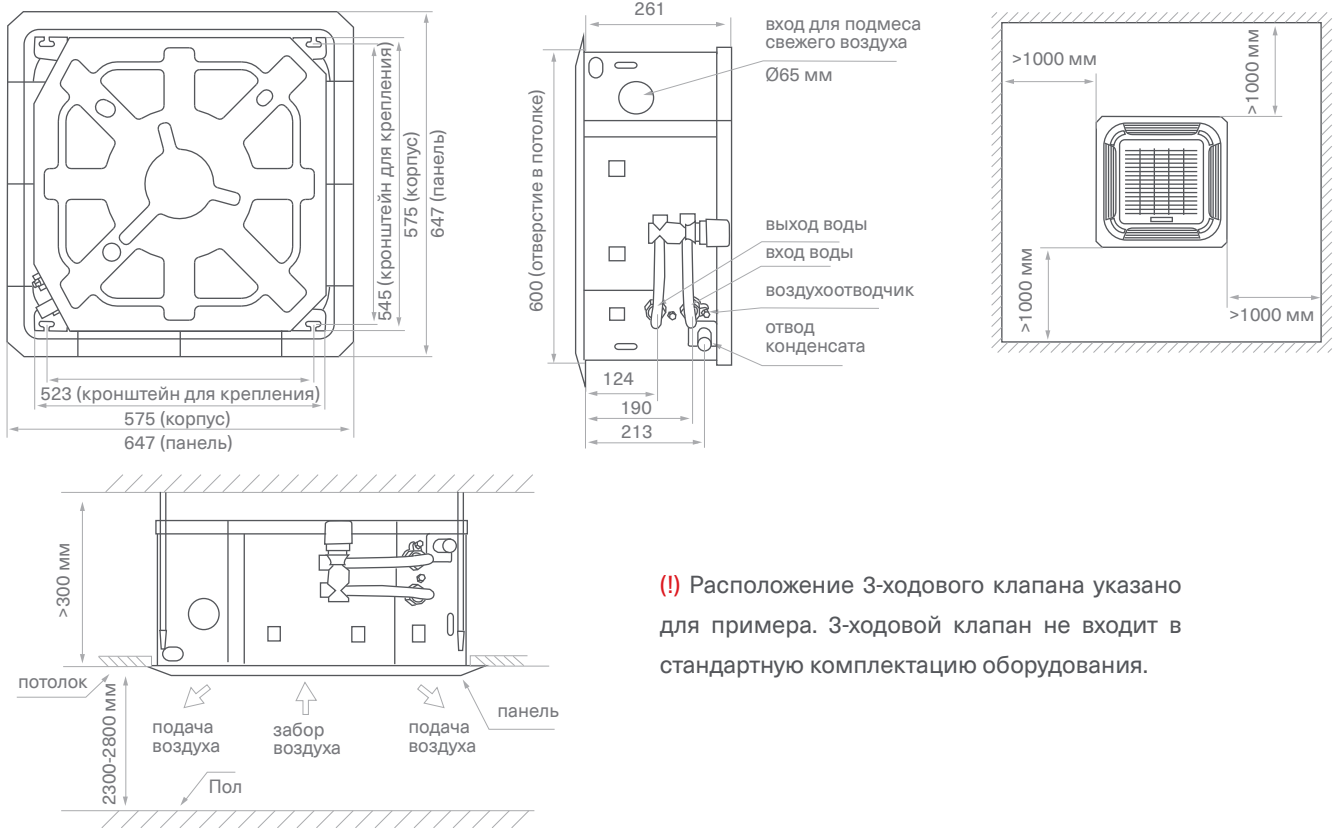 545 (кронштейн для крепления)
575 (корпус)
647 (панель)
523 (кронштейн для крепления)
575 (корпус)
647 (панель)
261
600 (отверстие в потолке)
вход для подмеса
свежего воздуха
Ø65 мм
выход воды
вход воды
воздухоотводчик
отвод
конденсата
124
190
213
>1000 мм
>1000 мм
>1000 мм
>1000 мм
>300 мм
потолок
2300-2800 мм
подача
воздуха
забор
воздуха
подача
воздуха
панель
Пол
(!) Расположение 3-ходового клапана указано
для примера. 3-ходовой клапан не входит в
стандартную комплектацию оборудования.